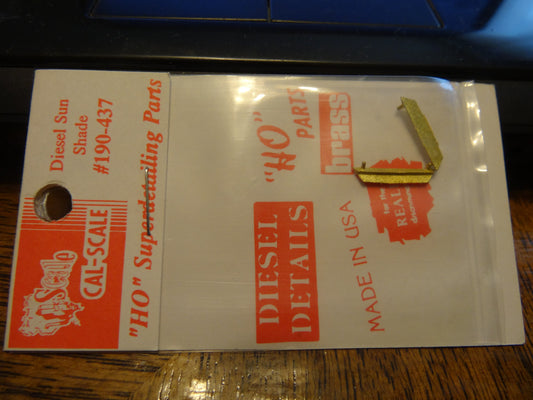 Diesel Sun
Shade
#190-437
CAL-SCALE
"HO" Superdetailing Parts
"HO"
PARTS
brass
DIESEL
DETAILS
for the
REAL
MADE IN USA